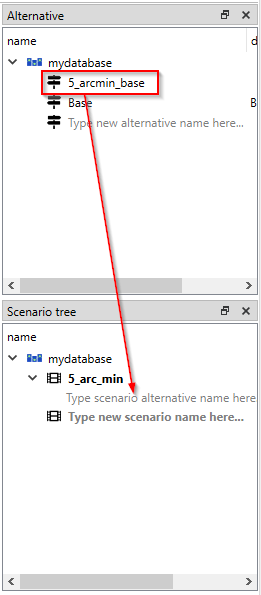 Alternative
name d
mydatabase
5_arcmin_base
Base B
Type new alternative name here...
Scenario tree
name
mydatabase
5_arc_min
Type scenario alternative name here
Type new scenario name here...